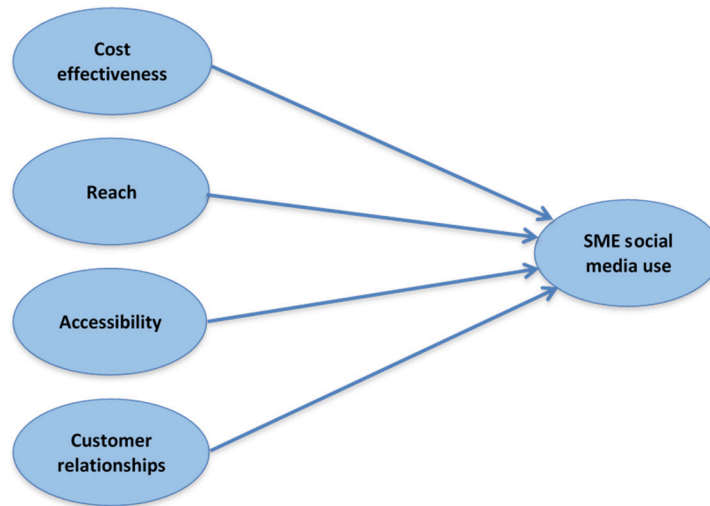 Cost
effectiveness
Reach
Accessibility
Customer
relationships
SME social
media use